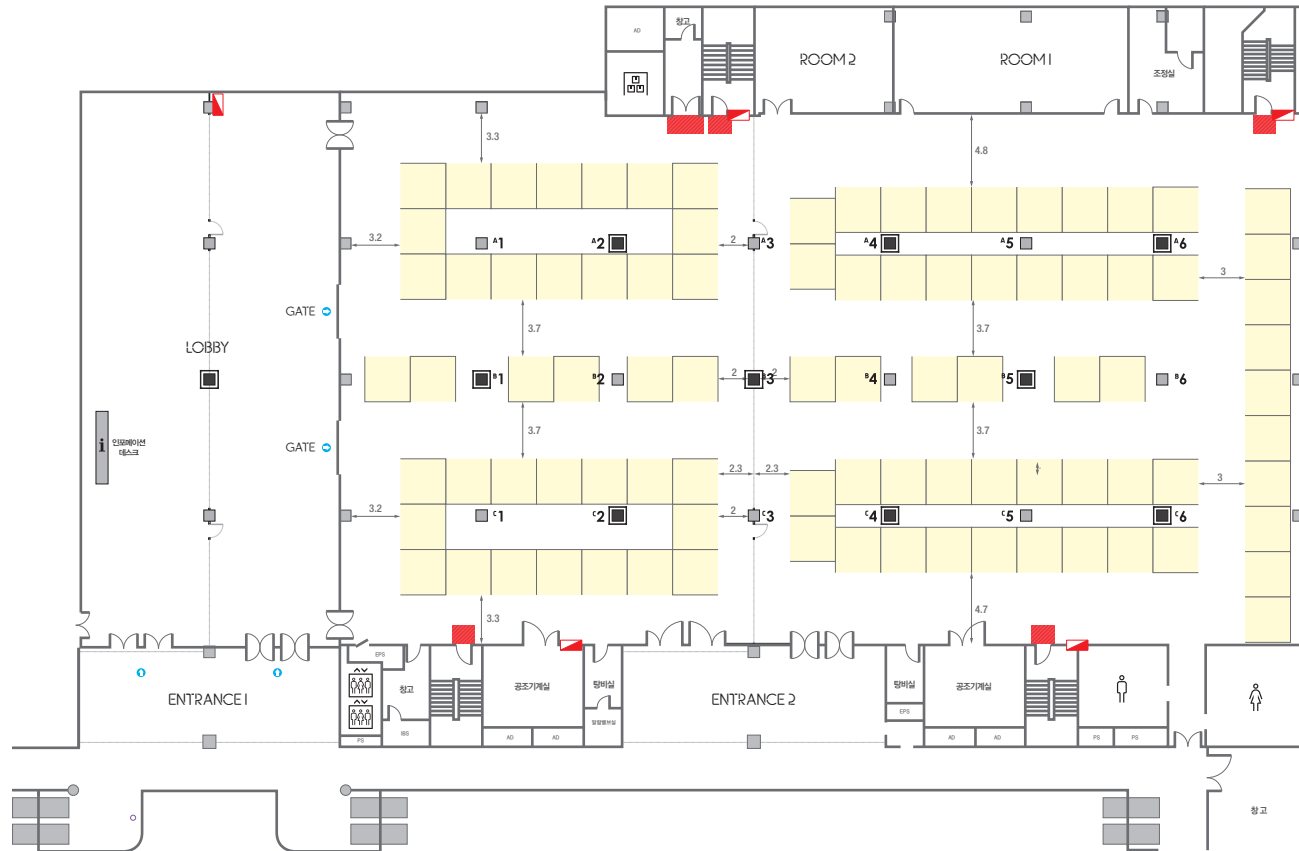 AD
창고
ROOM 2
ROOM 1
조정실
3.3
4.8
3.2
A1
A2
2
A3
A4
A5
A6
3
GATE
3.7
3.7
LOBBY
B1
B2
2
B3
2
B4
B5
B6
GATE
i
인포메이션
데스크
3.7
3.7
2.3
2.3
3
3.2
C1
C2
2
C3
C4
C5
C6
3.3
4.7
EPS
창고
공조기계실
탕비실
탕비실
공조기계실
ENTRANCE 1
ENTRANCE 2
EPS
PS
IBS
AD
AD
AD
AD
PS
PS
창고